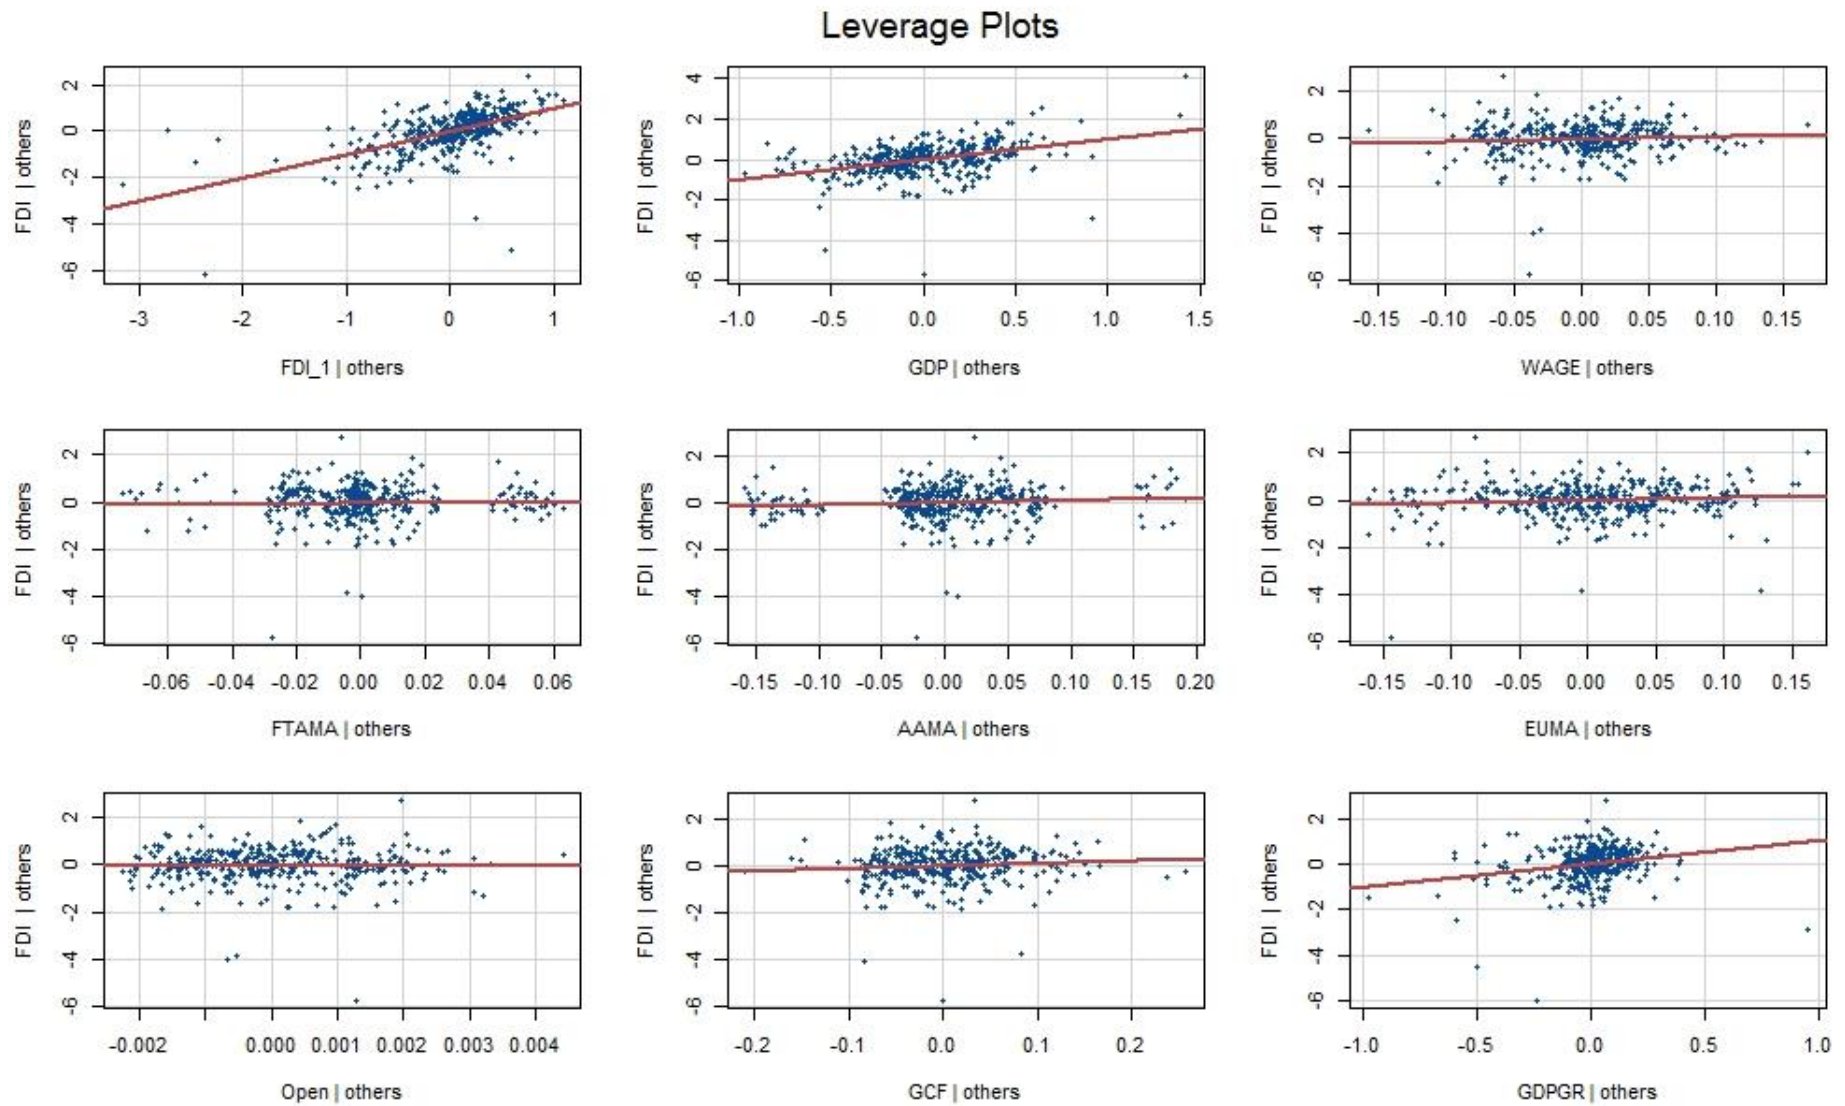 Leverage Plots
2
0
-2
-4
-6
FDI | others
-3 -2 -1 0 1
FDI_1 | others
4
2
0
-2
-4
-6
FDI | others
-1.0 -0.5 0.0 0.5 1.0 1.5
GDP | others
2
0
-2
-4
-6
FDI | others
-0.15 -0.10 -0.05 0.00 0.05 0.10 0.15
WAGE | others
2
0
-2
-4
-6
FDI | others
-0.06 -0.04 -0.02 0.00 0.02 0.04 0.06
FTAMA | others
2
0
-2
-4
-6
FDI | others
-0.15 -0.10 -0.05 0.00 0.05 0.10 0.15 0.20
AAMA | others
2
0
-2
-4
-6
FDI | others
-0.15 -0.10 -0.05 0.00 0.05 0.10 0.15
EUMA | others
2
0
-2
-4
-6
FDI | others
-0.002 0.000 0.001 0.002 0.003 0.004
Open | others
2
0
-2
-4
-6
FDI | others
-0.2 -0.1 0.0 0.1 0.2
GCF | others
2
0
-2
-4
-6
FDI | others
-1.0 -0.5 0.0 0.5 1.0
GDPGR | others